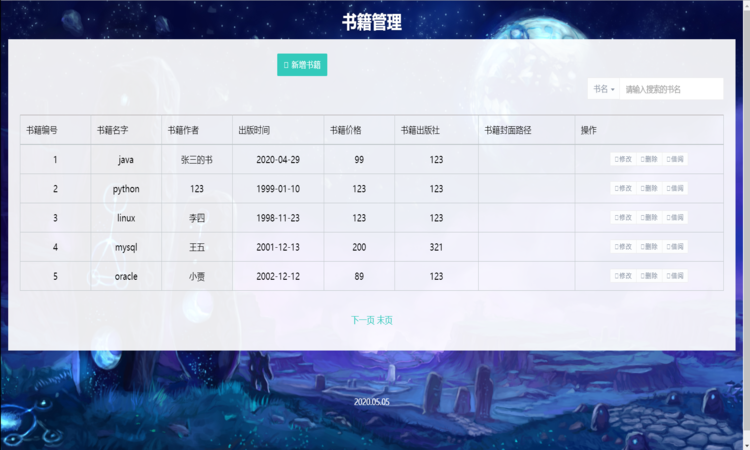 书籍管理
新增书籍
书名 请输入搜索的书名
书籍编号 书籍名字 书籍作者 出版时间 书籍价格 书籍出版社 书籍封面路径 操作
1 java 张三的书 2020-04-29 99 123 修改 删除 借阅
2 python 123 1999-01-10 123 123 修改 删除 借阅
3 linux 李四 1998-11-23 123 123 修改 删除 借阅
4 mysql 王五 2001-12-13 200 321 修改 删除 借阅
5 oracle 小贾 2002-12-12 89 123 修改 删除 借阅
下一页 末页
2020.05.05